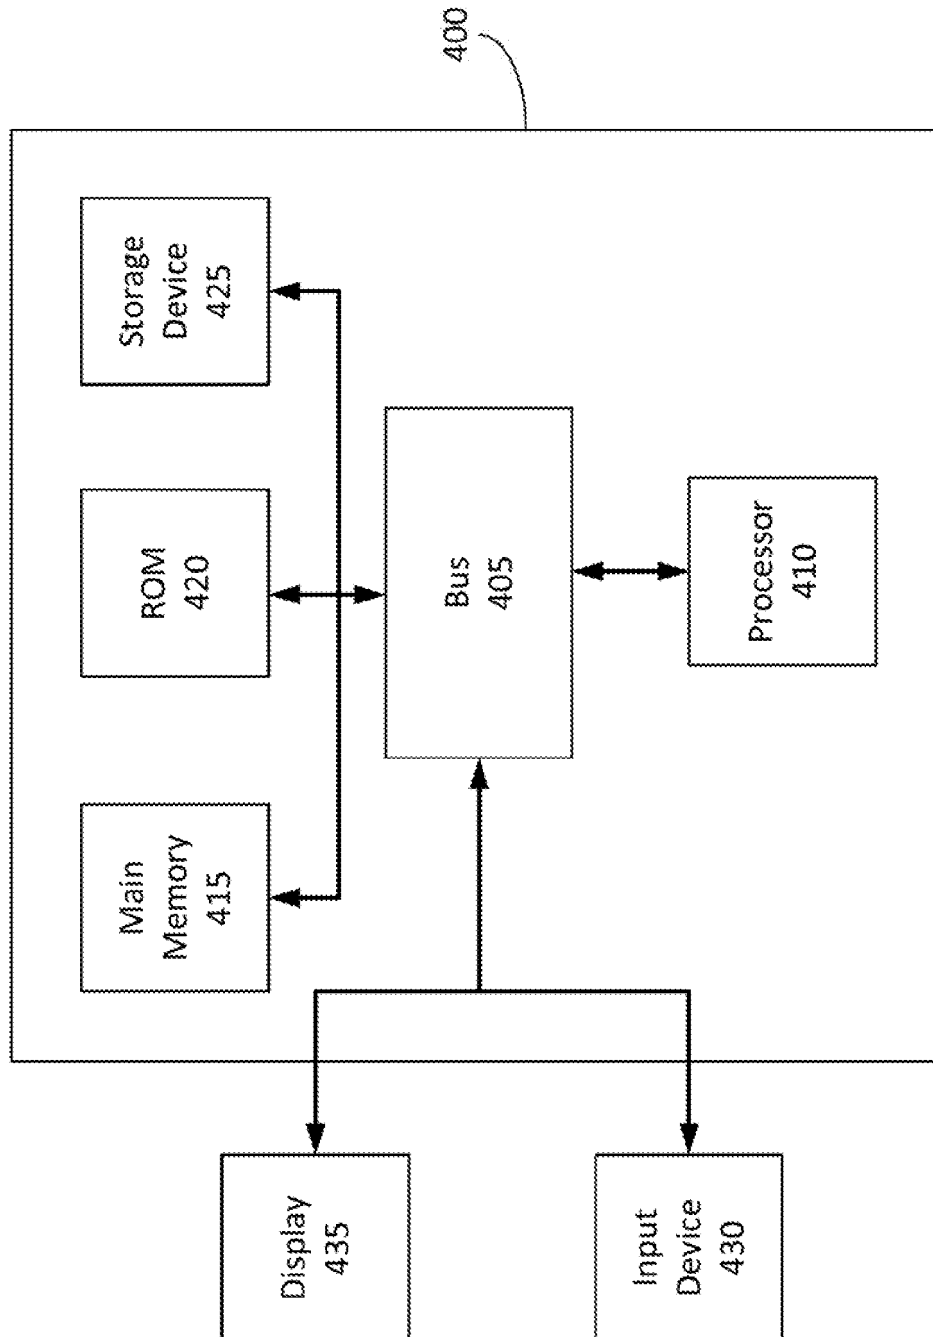 400
Storage
Device
425
ROM
420
Main
Memory
415
Bus
405
Processor
410
Display
435
Input
Device
430